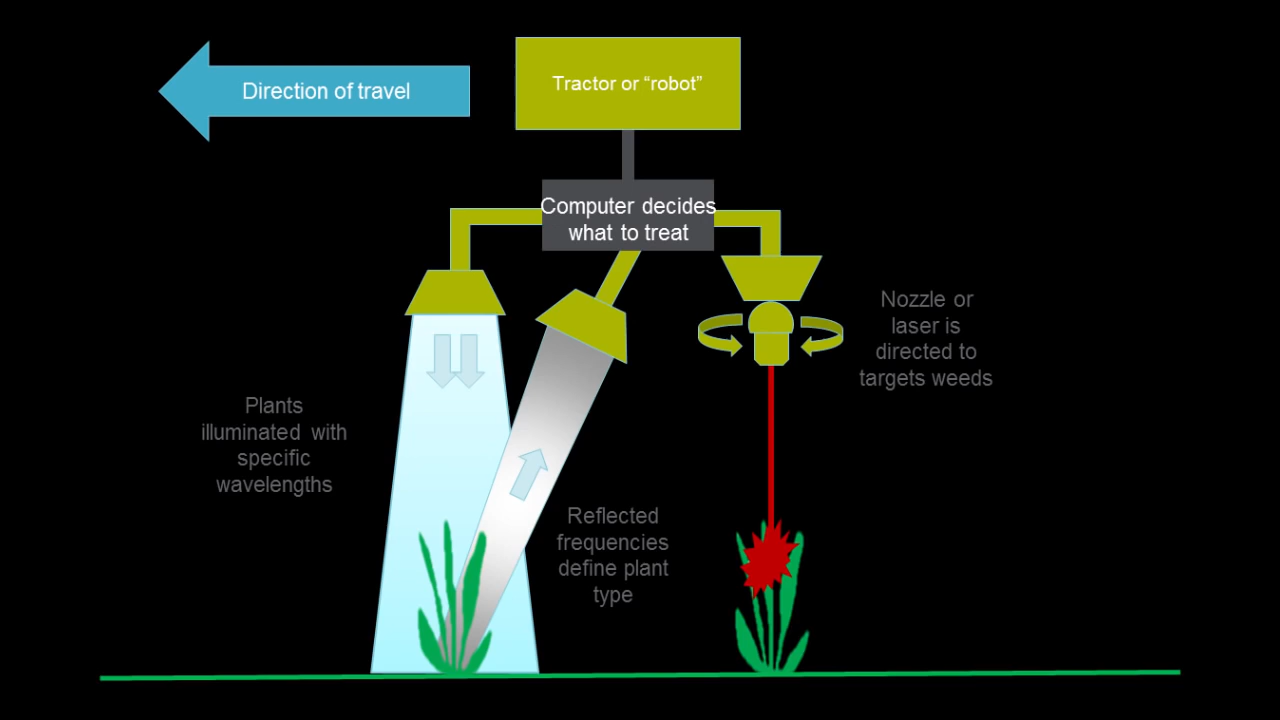 Direction of travel
Tractor or “robot”
Computer decides
what to treat
Nozzle or
laser is
directed to
targets weeds
Plants
illuminated with
specific
wavelengths
Reflected
frequencies
define plant
type